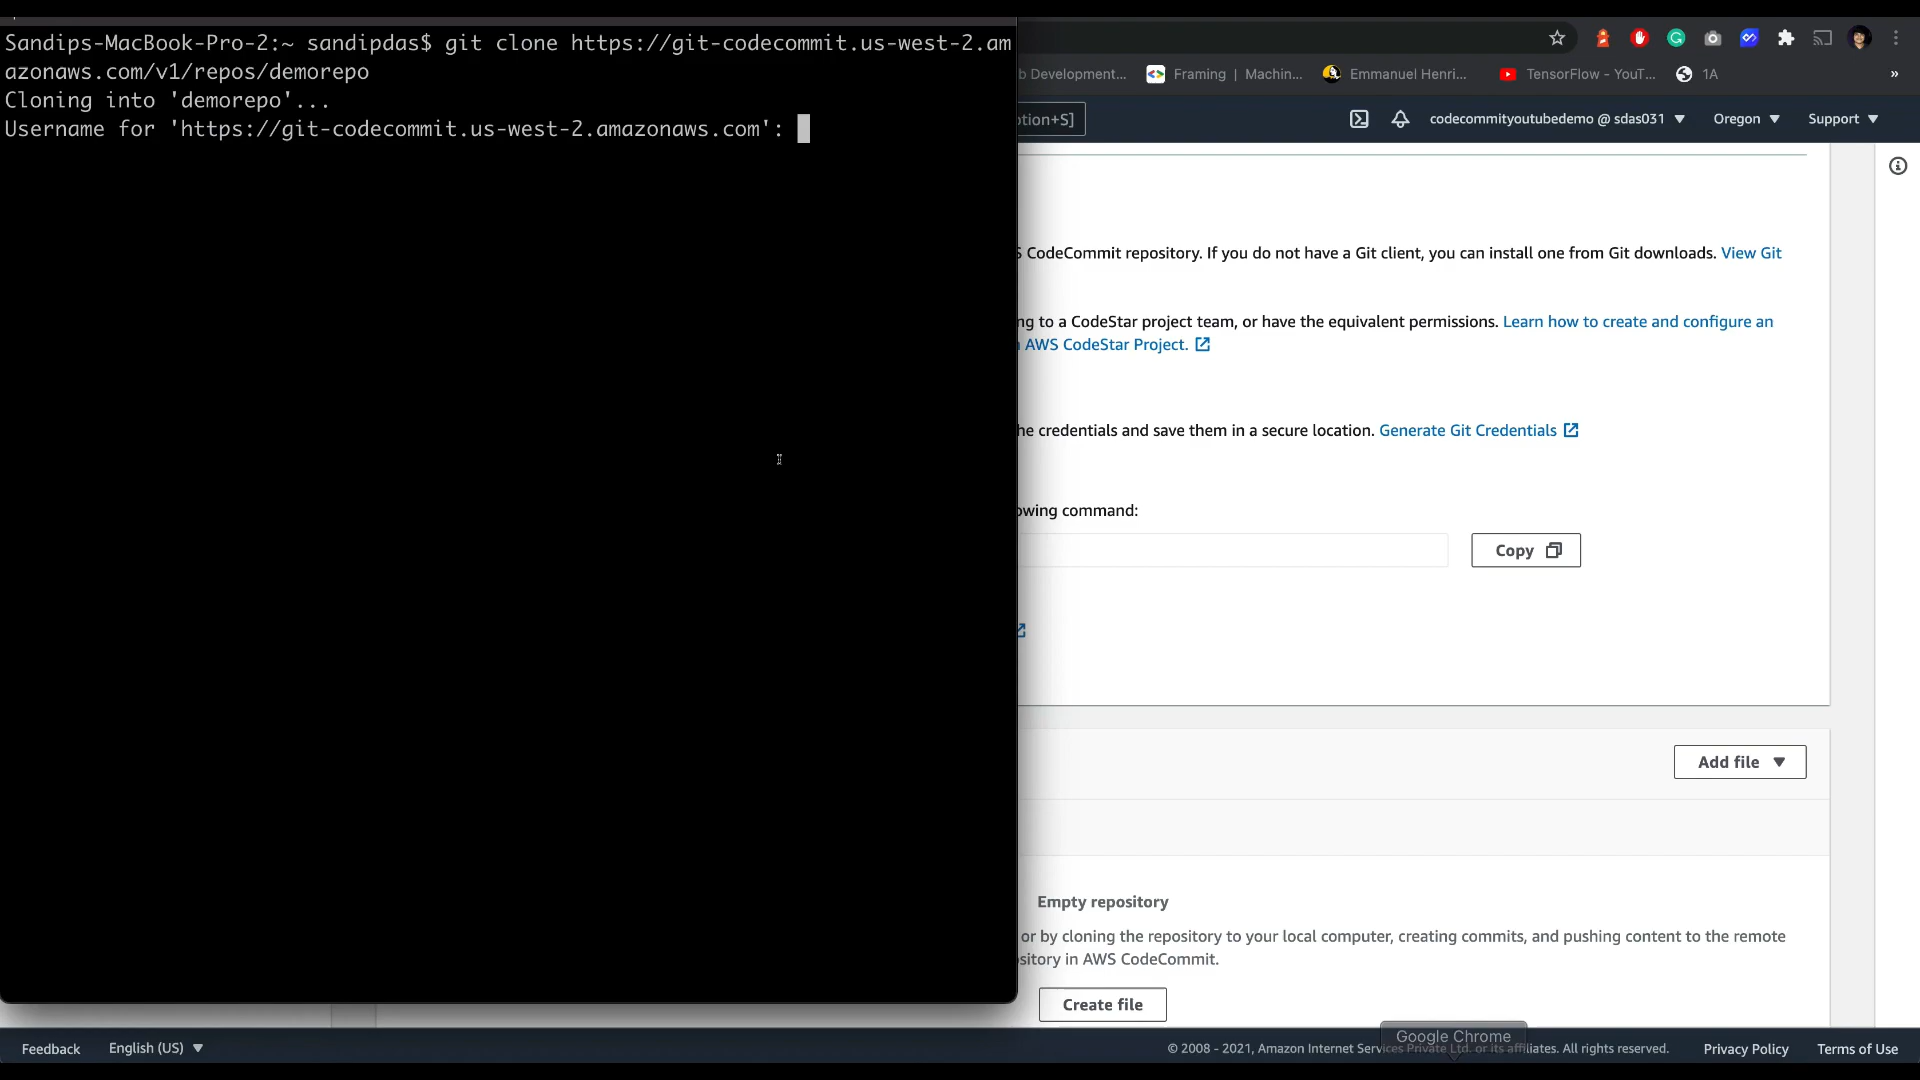 Sandips-MacBook-Pro-2:~ sandipdas$ git clone https://git-codecommit.us-west-2.am
azonaws.com/v1/repos/demorepo
Cloning into 'demorepo'...
Username for 'https://git-codecommit.us-west-2.amazonaws.com':
b Development...
Framing | Machin...
Emmanuel Henri...
TensorFlow - YouT...
1A
»
ption+S]
codecommityoutubedemo @ sdas031
Oregon
Support
CodeCommit repository. If you do not have a Git client, you can install one from Git downloads. View Git
ng to a CodeStar project team, or have the equivalent permissions. Learn how to create and configure an
AWS CodeStar Project.
he credentials and save them in a secure location. Generate Git Credentials
owing command:
Copy
Add file
Empty repository
or by cloning the repository to your local computer, creating commits, and pushing content to the remote
sitory in AWS CodeCommit.
Create file
Google Chrome
Feedback
English (US)
© 2008 - 2021, Amazon Internet Services Private Ltd. or its affiliates. All rights reserved.
Privacy Policy
Terms of Use